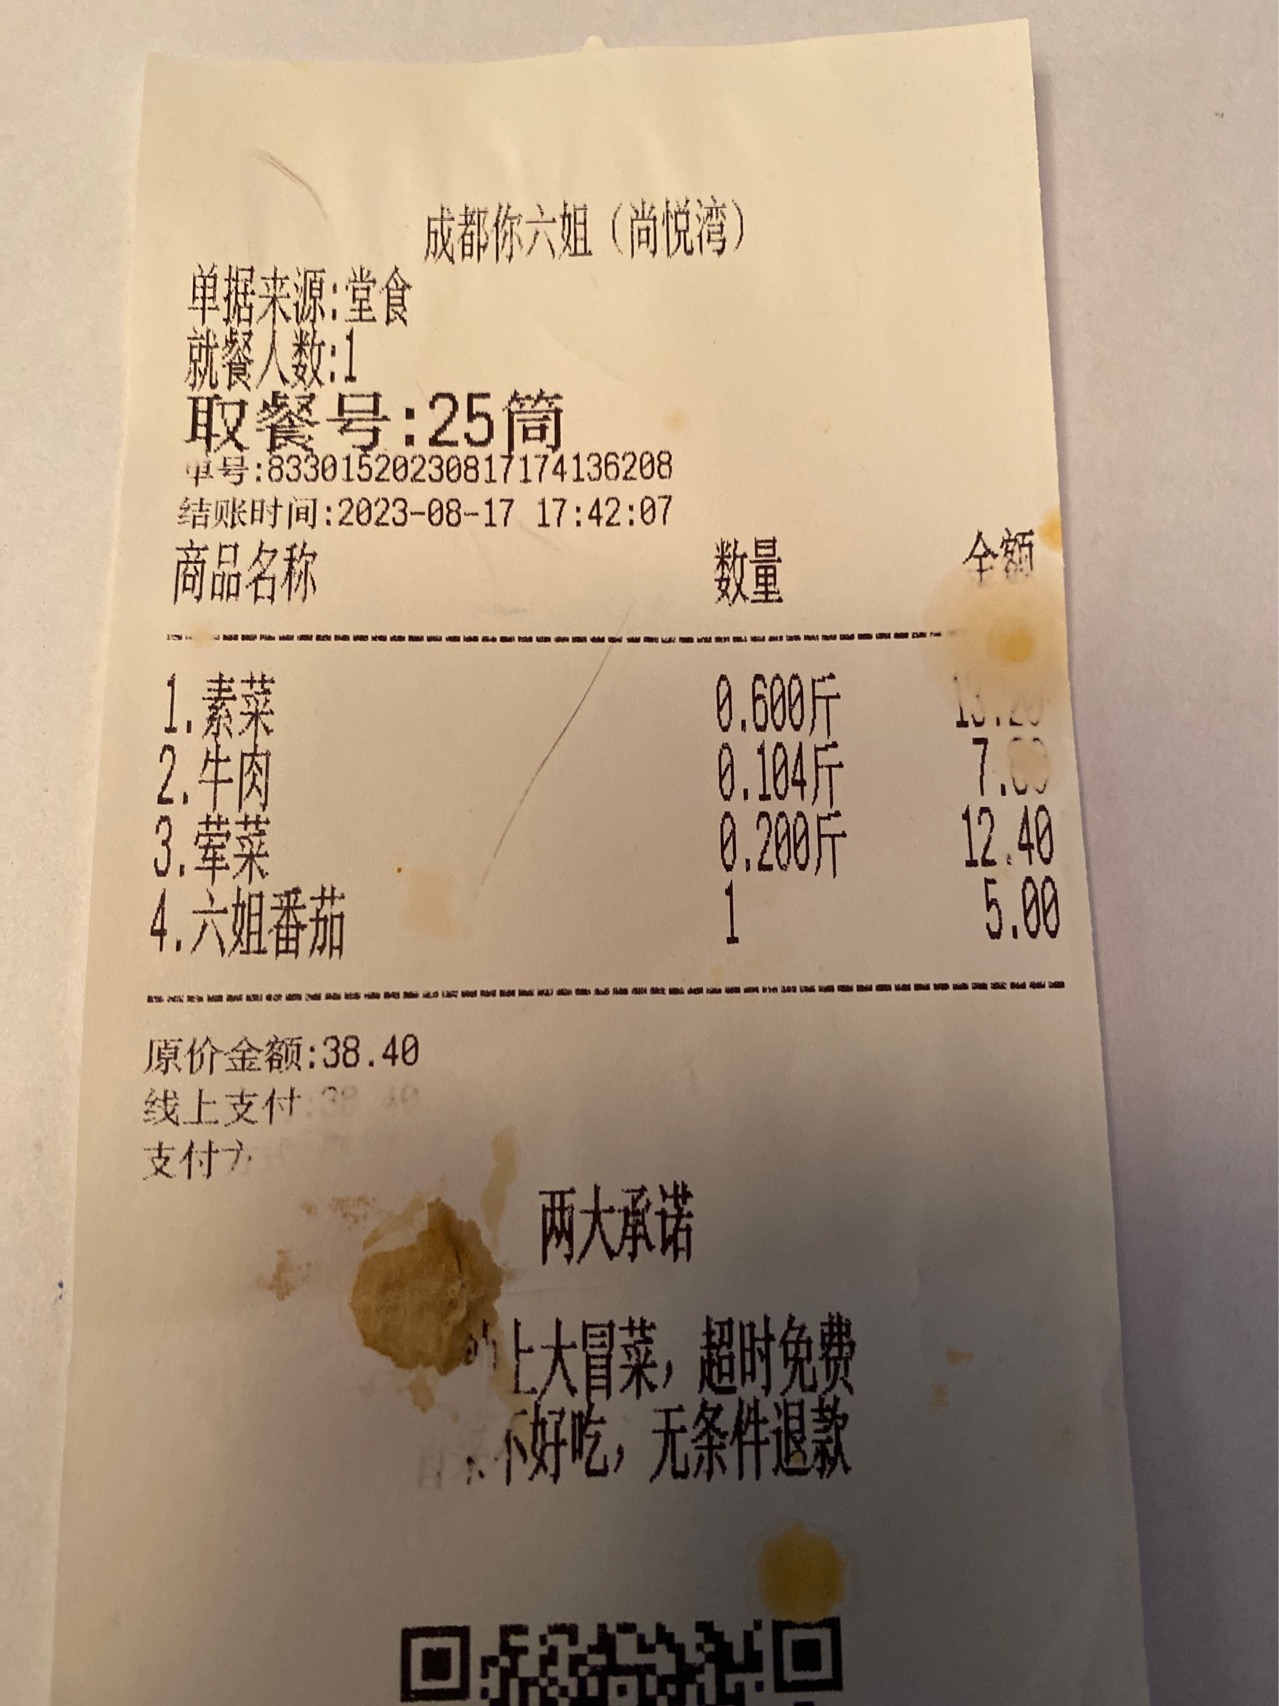 成都你六姐（尚悦湾）
单据来源:堂食
就餐人数:1
取餐号:25筒
单号:83301520230817174136208
结账时间:2023-08-17 17:42:07
商品名称 数量 金额
1.素菜 0.600斤 13.20
2.牛肉 0.104斤
3.荤菜 0.200斤 12.40
4.六姐番茄 1 5.00
原价金额:38.40
线上支付:38.40
支付方
两大承诺
上大冒菜，超时免费
不好吃，无条件退款